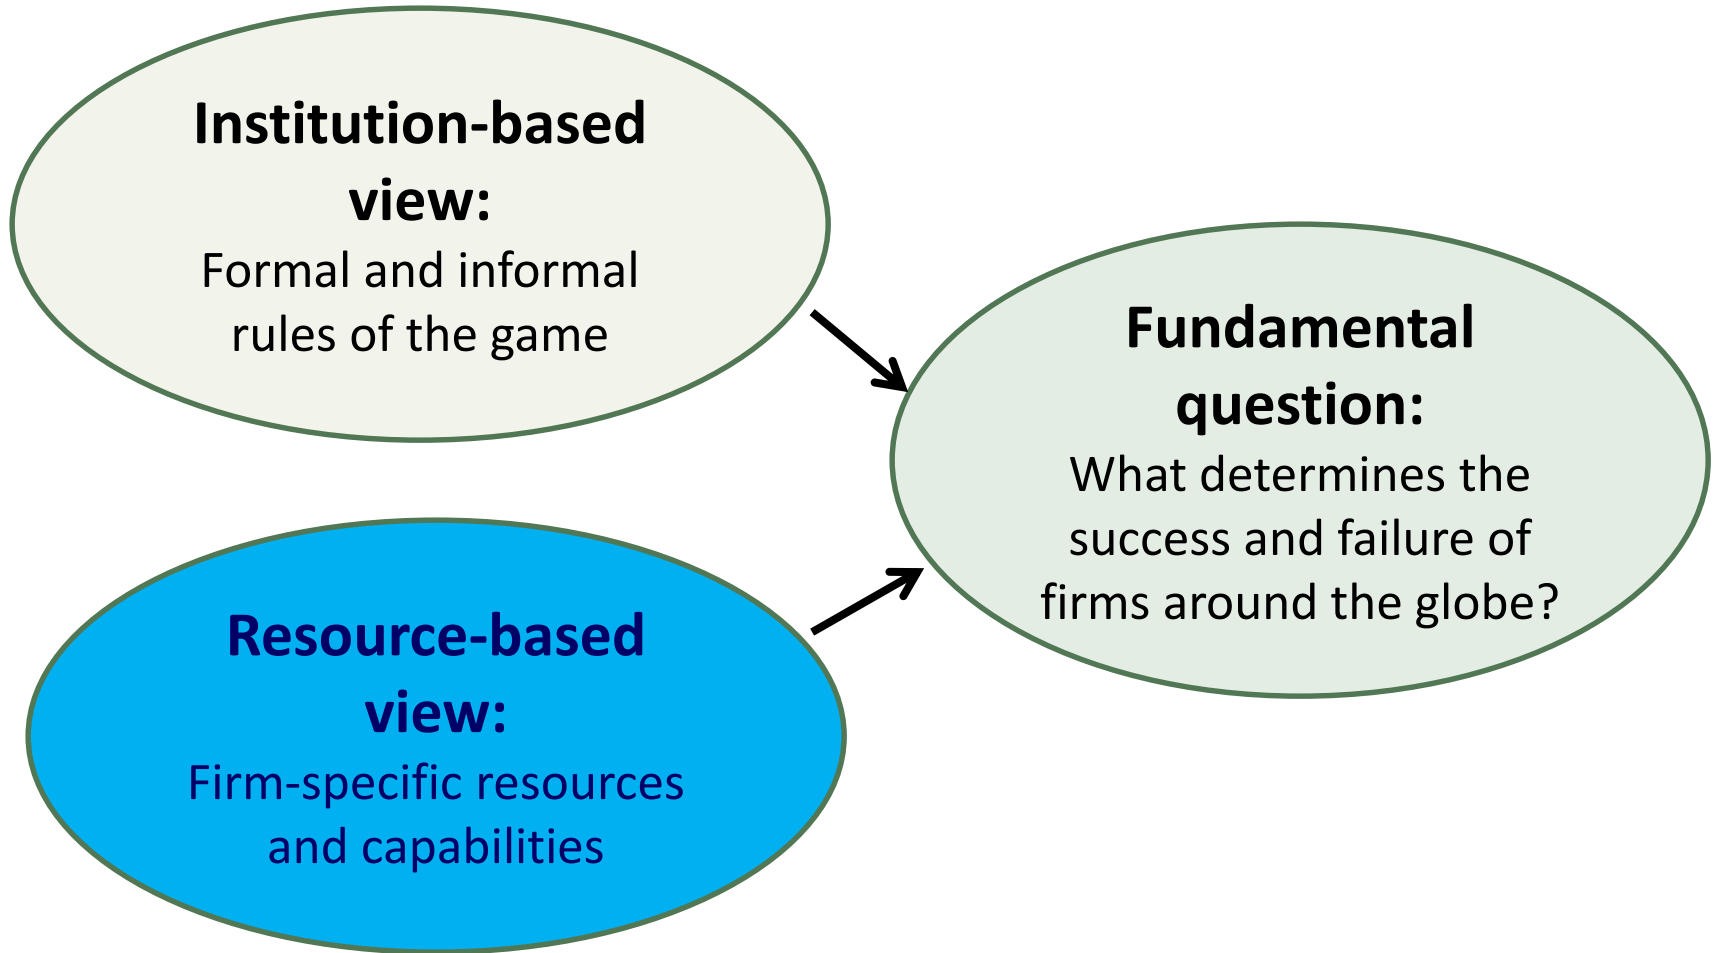 Institution-based
view:
Formal and informal
rules of the game
Fundamental
question:
What determines the
success and failure of
firms around the globe?
Resource-based
view:
Firm-specific resources
and capabilities